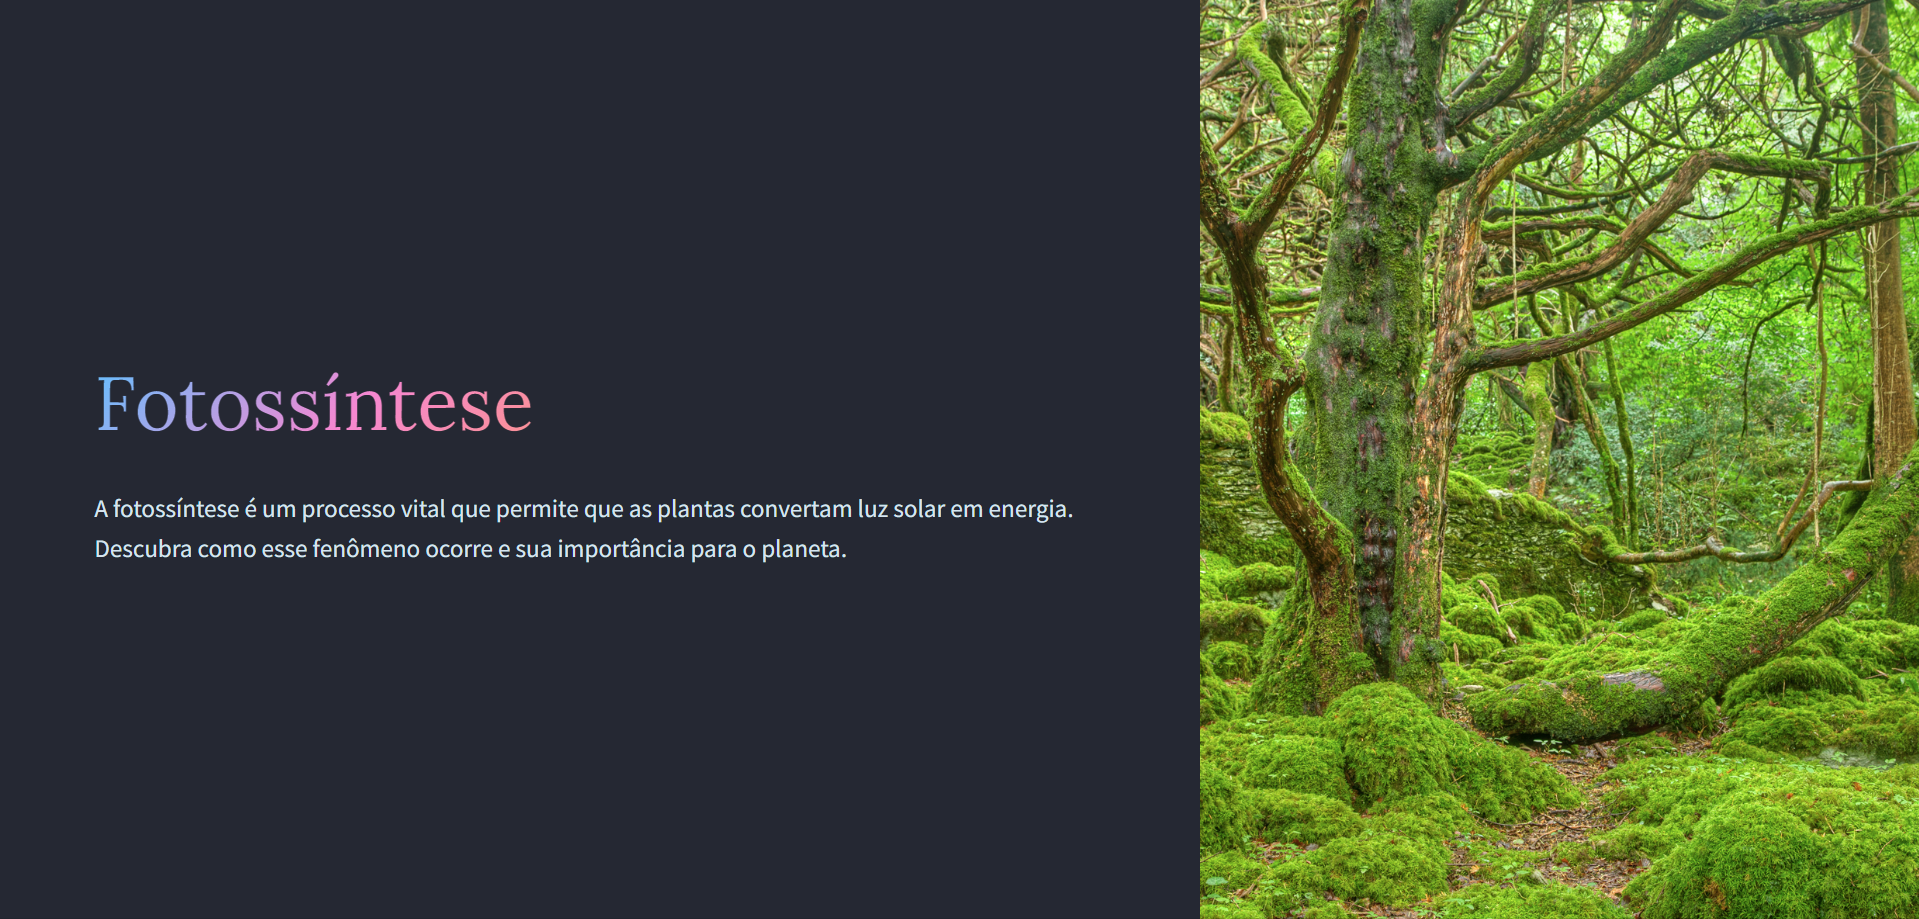 Fotossíntese
A fotossíntese é um processo vital que permite que as plantas convertam luz solar em energia.
Descubra como esse fenômeno ocorre e sua importância para o planeta.